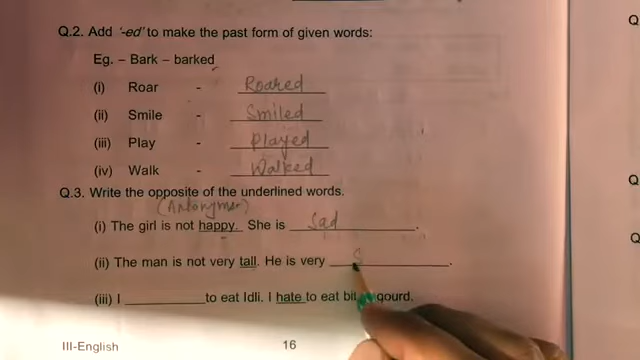 Q.2. Add '-ed' to make the past form of given words:
Eg. – Bark – barked
(i) Roar - Roared
(ii) Smile - Smiled
(iii) Play - Played
(iv) Walk - Walked
Q.3. Write the opposite of the underlined words.
(i) The girl is not happy. She is Sad.
(ii) The man is not very tall. He is very S
(iii) I ________ to eat Idli. I hate to eat gourd.
III-English 16
Q
Q
Q